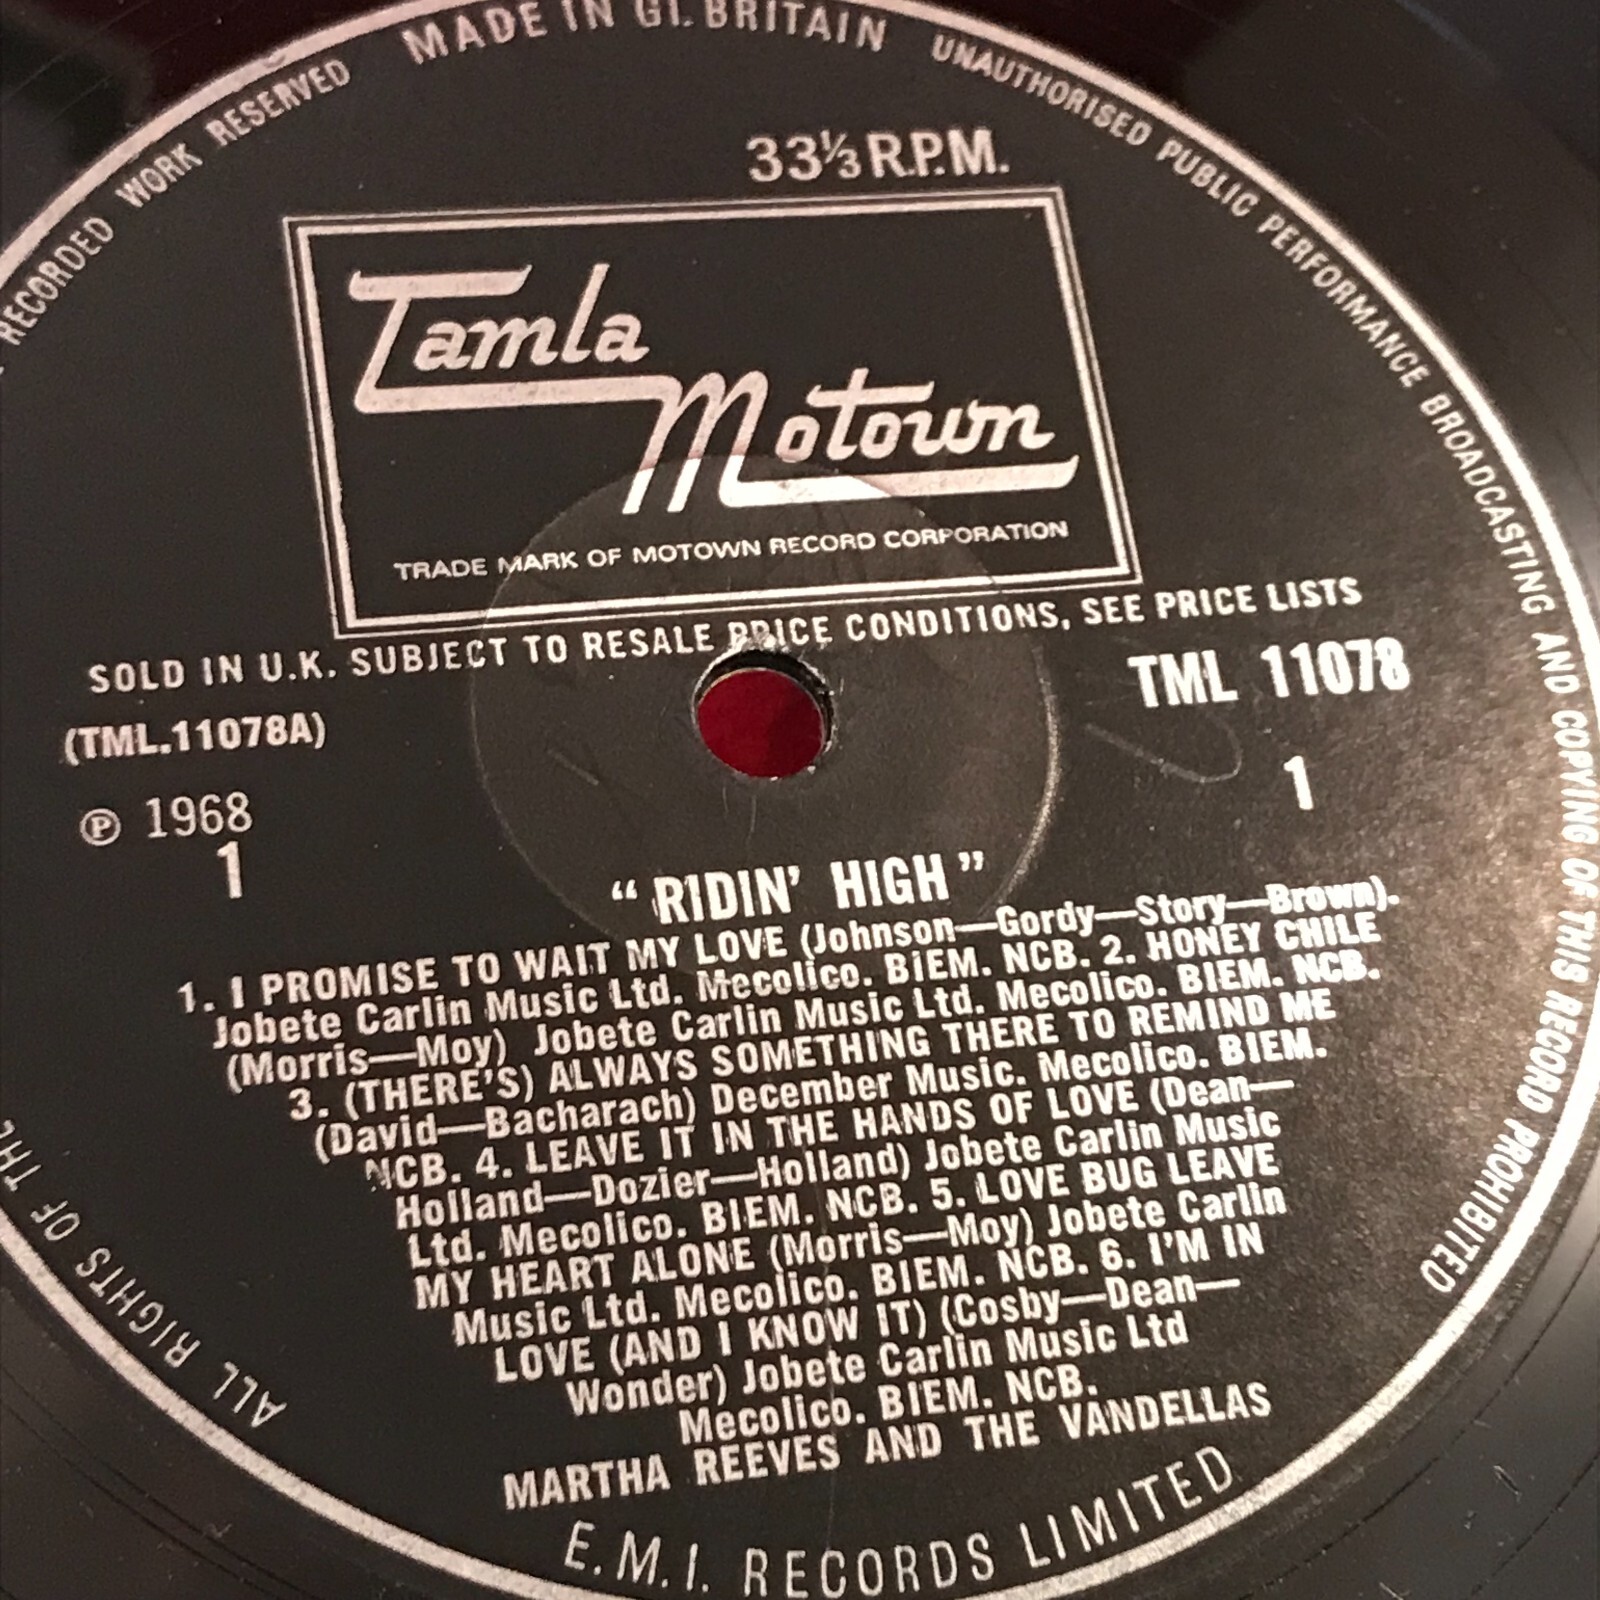 MADE IN GT. BRITAIN
UNAUTHORISED PUBLIC PERFORMANCE BROADCASTING AND COPYING OF THIS RECORD PROHIBITED
RECORDED WORK RESERVED
33⅓ R.P.M.
Tamla
Motown
TRADE MARK OF MOTOWN RECORD CORPORATION
SOLD IN U.K. SUBJECT TO RESALE PRICE CONDITIONS, SEE PRICE LISTS
(TML.11078A)
TML 11078
℗ 1968
1
1
“RIDIN’ HIGH”
1. I PROMISE TO WAIT MY LOVE (Johnson—Gordy—Story—Brown).
Jobete Carlin Music Ltd. Mecolico. BIEM. NCB. 2. HONEY CHILE
(Morris—Moy) Jobete Carlin Music Ltd. Mecolico. BIEM. NCB.
3. (THERE'S) ALWAYS SOMETHING THERE TO REMIND ME
(David—Bacharach) December Music. Mecolico. BIEM.
NCB. 4. LEAVE IT IN THE HANDS OF LOVE (Dean—
Holland—Dozier—Holland) Jobete Carlin Music
Ltd. Mecolico. BIEM. NCB. 5. LOVE BUG LEAVE
MY HEART ALONE (Morris—Moy) Jobete Carlin
Music Ltd. Mecolico. BIEM. NCB. 6. I'M IN
LOVE (AND I KNOW IT) (Cosby—Dean—
Wonder) Jobete Carlin Music Ltd
Mecolico. BIEM. NCB.
MARTHA REEVES AND THE VANDELLAS
E.M.I. RECORDS LIMITED
ALL RIGHTS OF THE